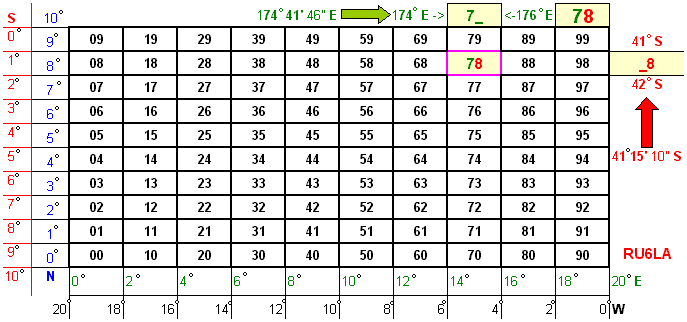 S 10° 174°41'46" E 174°E -> 7_ <-176°E 78
0° 9° 09 19 29 39 49 59 69 79 89 99 41°S
1° 8° 08 18 28 38 48 58 68 78 88 98 _8
2° 7° 07 17 27 37 47 57 67 77 87 97 42°S
3° 6° 06 16 26 36 46 56 66 76 86 96
4° 5° 05 15 25 35 45 55 65 75 85 95
5° 4° 04 14 24 34 44 54 64 74 84 94 41°15'10" S
6° 3° 03 13 23 33 43 53 63 73 83 93
7° 2° 02 12 22 32 42 52 62 72 82 92
8° 1° 01 11 21 31 41 51 61 71 81 91
9° 0° 00 10 20 30 40 50 60 70 80 90 RU6LA
10° N 0° 2° 4° 6° 8° 10° 12° 14° 16° 18° 20°E
20° 18° 16° 14° 12° 10° 8° 6° 4° 2° 0° W